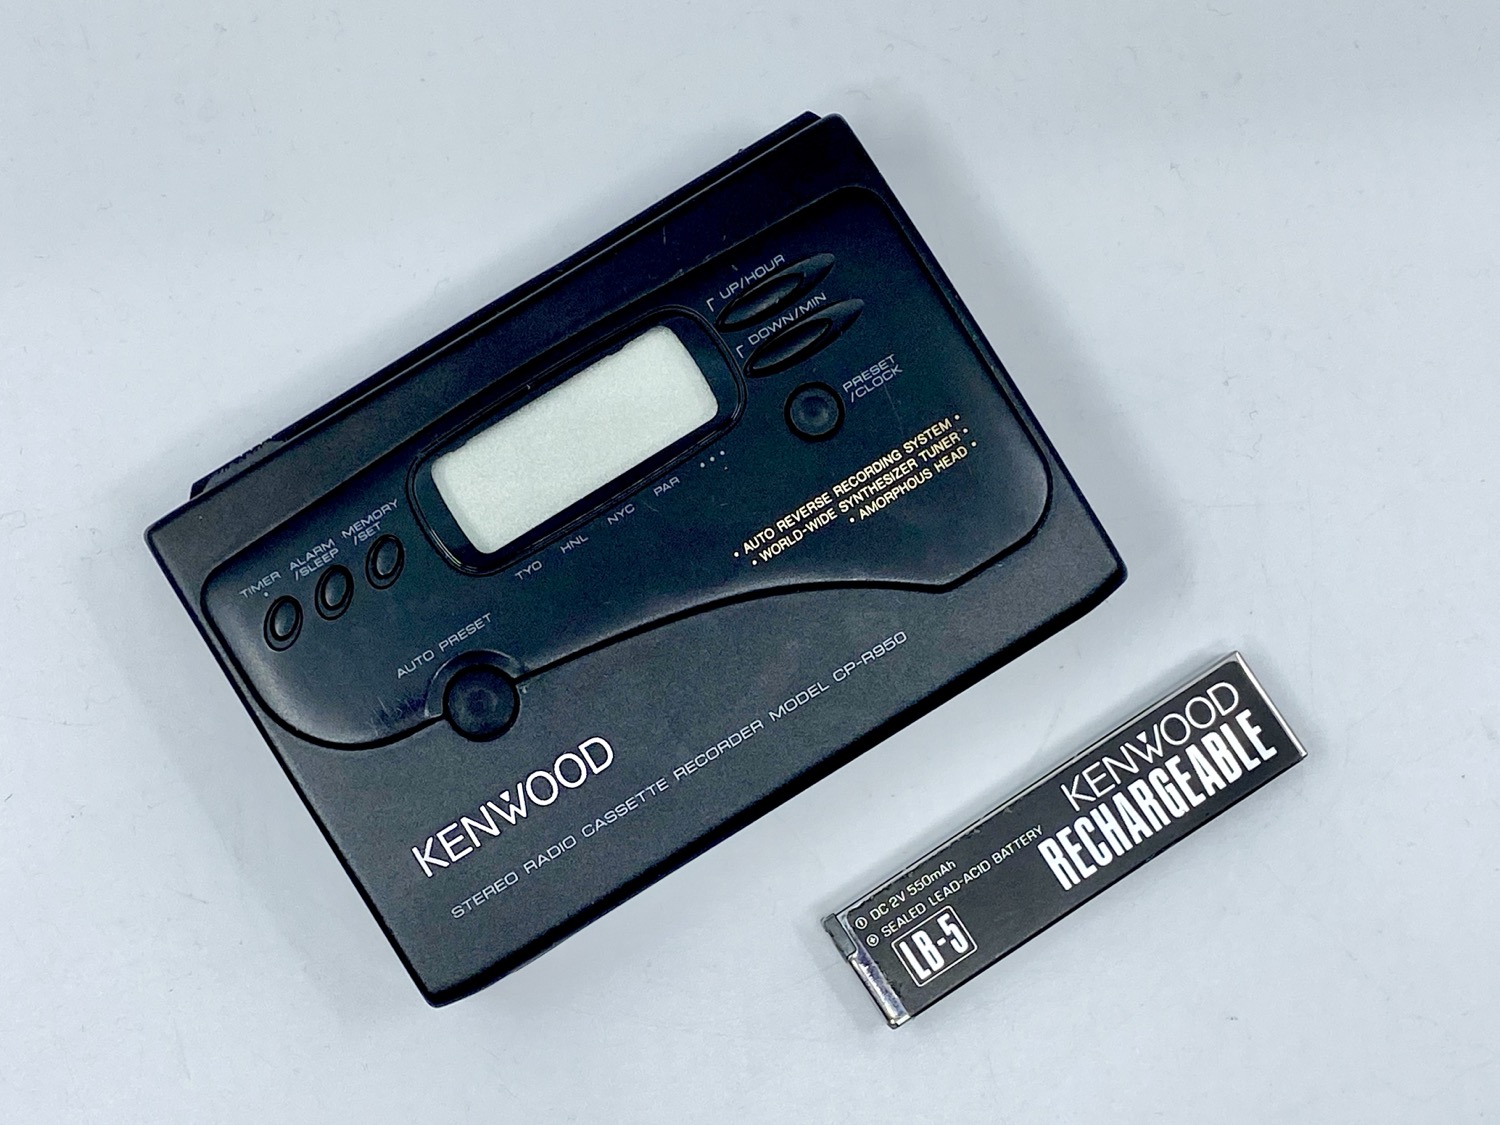 UP/HOUR
DOWN/MIN
PRESET
/CLOCK
• AUTO REVERSE RECORDING SYSTEM •
• WORLD-WIDE SYNTHESIZER TUNER •
• AMORPHOUS HEAD •
TIMER
ALARM
/SLEEP
MEMORY
/SET
TYO
HNL
NYC
PAR
•••
AUTO PRESET
KENWOOD
STEREO RADIO CASSETTE RECORDER MODEL CP-R950
KENWOOD
RECHARGEABLE
⊖ DC 2V 550mAh
⊕ SEALED LEAD-ACID BATTERY
LB-5